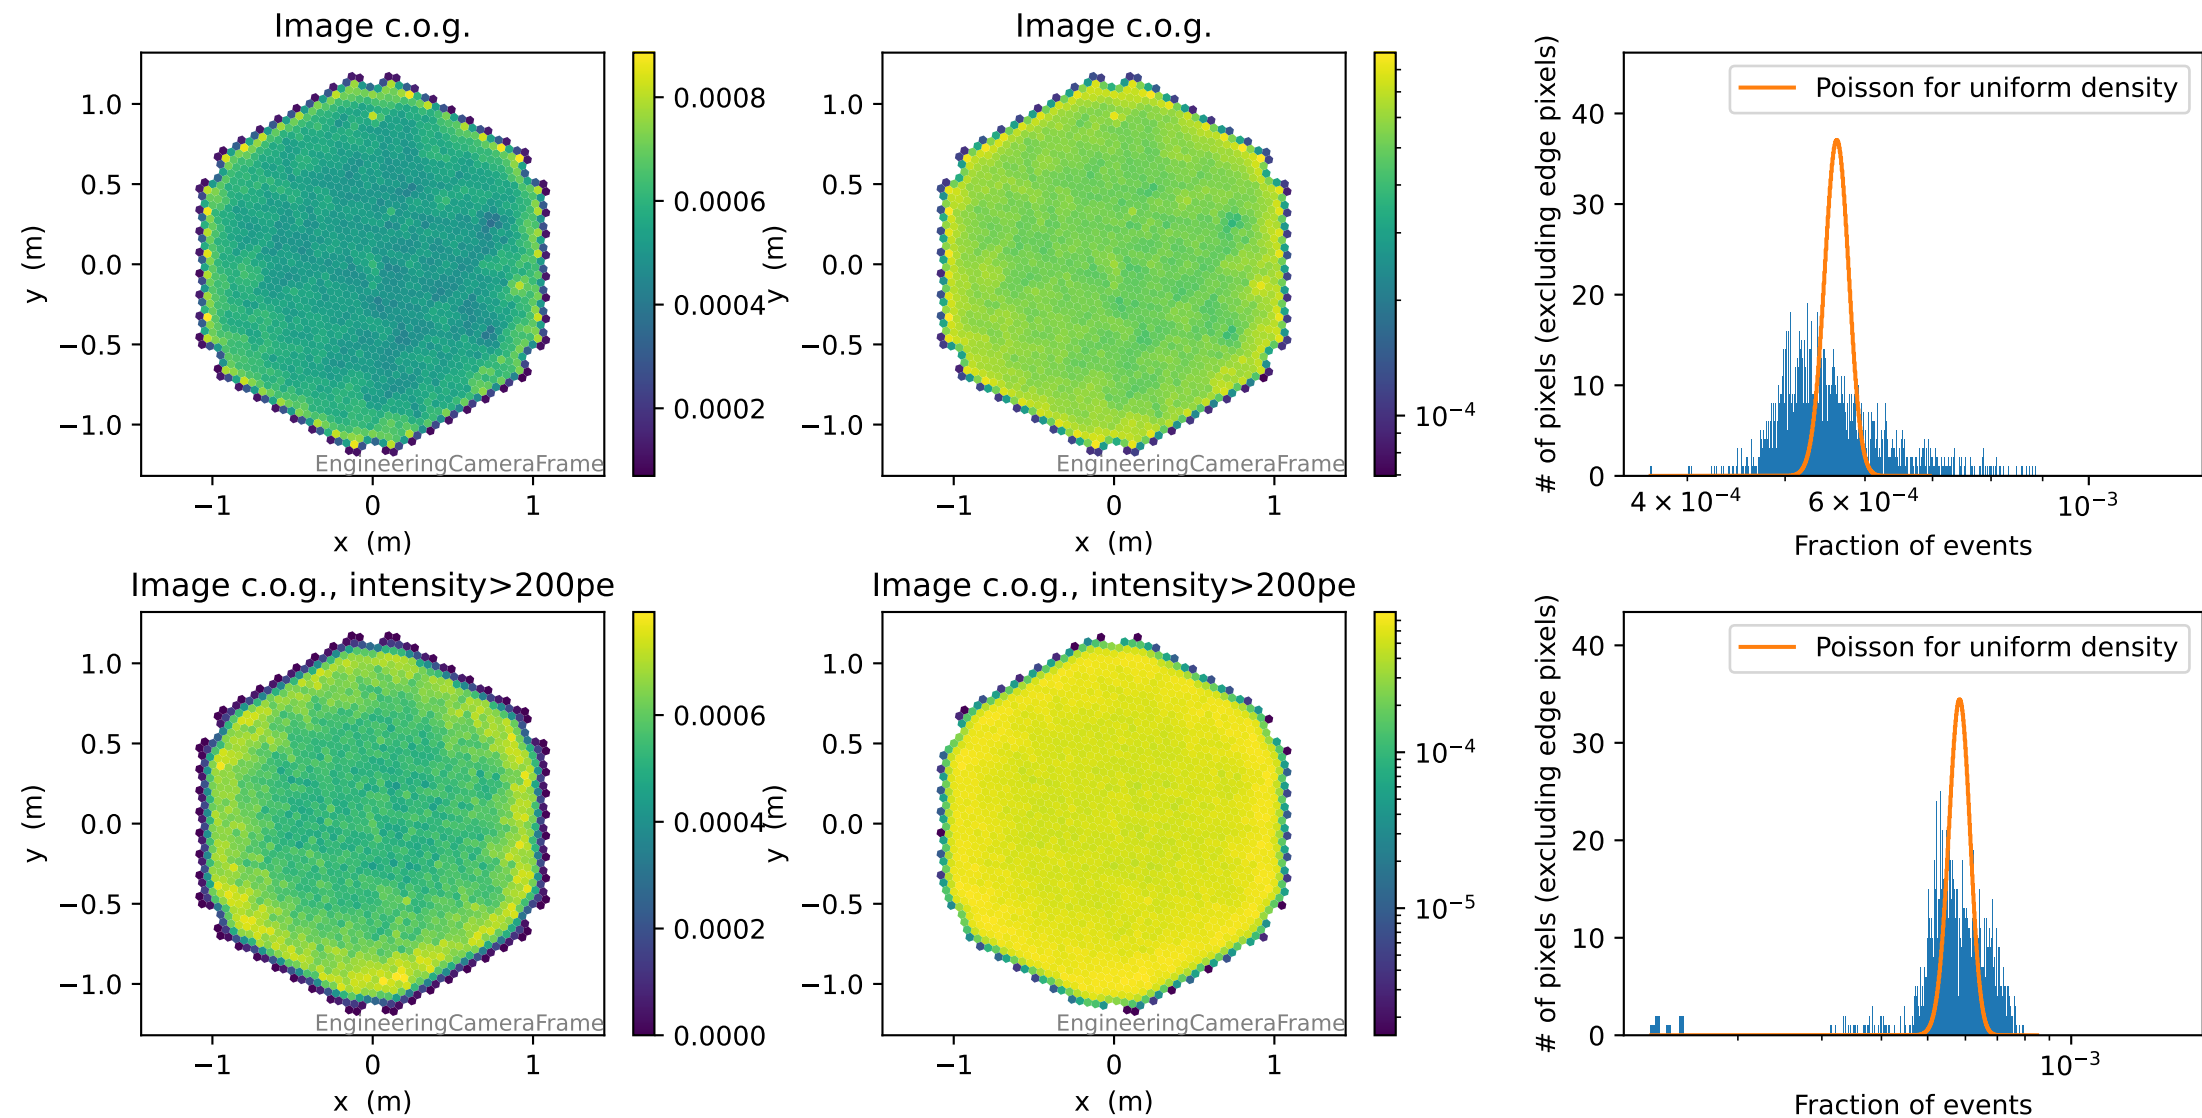 Image c.o.g.
1.0
0.5
0.0
−0.5
−1.0
y (m)
−1
0
1
x (m)
EngineeringCameraFrame
0.0008
0.0006
0.0004
0.0002
Image c.o.g.
1.0
0.5
0.0
−0.5
−1.0
y (m)
−1
0
1
x (m)
EngineeringCameraFrame
10⁻⁴
# of pixels (excluding edge pixels)
40
30
20
10
0
Poisson for uniform density
4 × 10⁻⁴
6 × 10⁻⁴
10⁻³
Fraction of events
Image c.o.g., intensity>200pe
1.0
0.5
0.0
−0.5
−1.0
y (m)
−1
0
1
x (m)
EngineeringCameraFrame
0.0006
0.0004
0.0002
0.0000
Image c.o.g., intensity>200pe
1.0
0.5
0.0
−0.5
−1.0
y (m)
−1
0
1
x (m)
EngineeringCameraFrame
10⁻⁴
10⁻⁵
# of pixels (excluding edge pixels)
40
30
20
10
0
Poisson for uniform density
10⁻³
Fraction of events